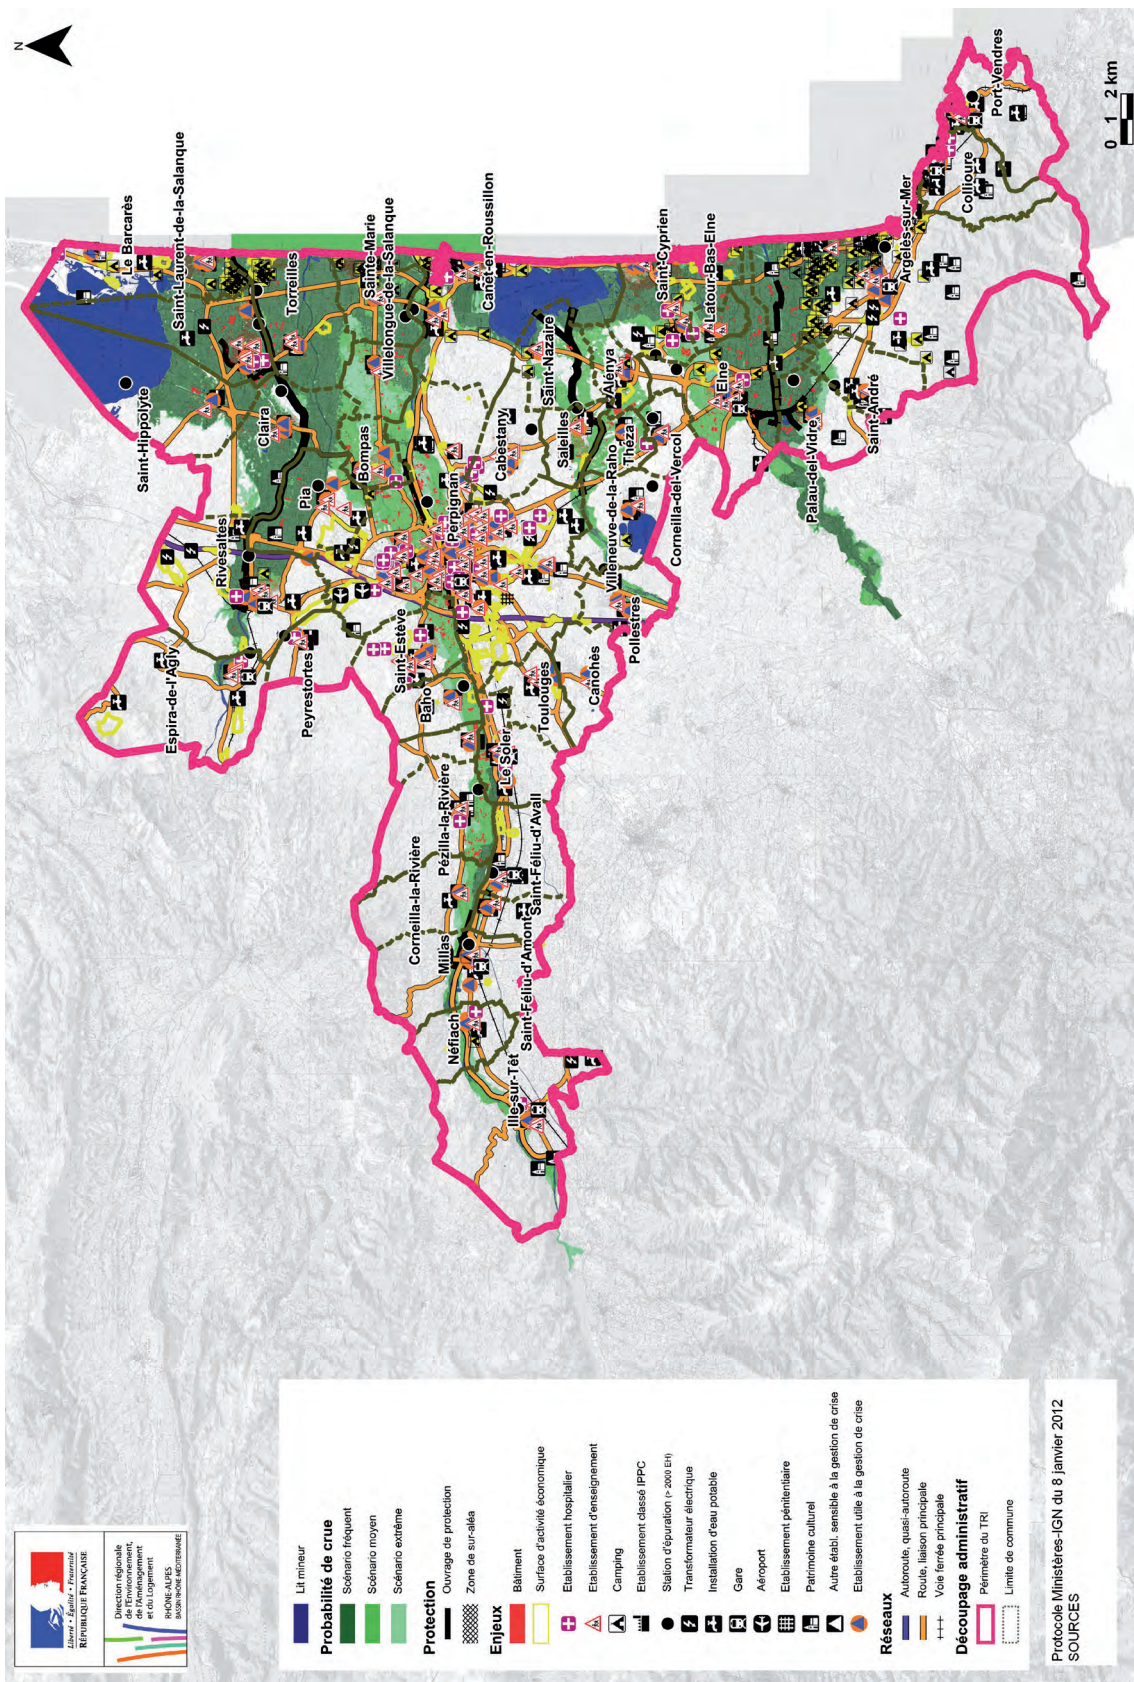 Liberté • Égalité • Fraternité
RÉPUBLIQUE FRANÇAISE
Direction régionale
de l'Environnement,
de l'Aménagement
et du Logement
RHÔNE-ALPES
BASSIN RHÔNE-MÉDITERRANÉE
Lit mineur
Probabilité de crue
Scénario fréquent
Scénario moyen
Scénario extrême
Protection
Ouvrage de protection
Zone de sur-aléa
Enjeux
Bâtiment
Surface d'activité économique
Etablissement hospitalier
Etablissement d'enseignement
Camping
Etablissement classé IPPC
Station d'épuration (> 2000 EH)
Transformateur électrique
Installation d'eau potable
Gare
Aéroport
Etablissement pénitentiaire
Patrimoine culturel
Autre établ. sensible à la gestion de crise
Etablissement utile à la gestion de crise
Réseaux
Autoroute, quasi-autoroute
Route, liaison principale
Voie ferrée principale
Découpage administratif
Périmètre du TRI
Limite de commune
Protocole Ministères-IGN du 8 janvier 2012
SOURCES
N
Le Barcarès
Saint-Laurent-de-la-Salanque
Saint-Hippolyte
Torreilles
Claira
Sainte-Marie
Villelongue-de-la-Salanque
Rivesaltes
Pia
Bompas
Espira-de-l'Agly
Peyrestortes
Canet-en-Roussillon
Perpignan
Cabestany
Saint-Estève
Baho
Saint-Nazaire
Saleilles
Alénya
Saint-Cyprien
Latour-Bas-Elne
Théza
Villeneuve-de-la-Raho
Corneilla-del-Vercol
Elne
Toulouges
Canohès
Pollestres
Le Soler
Pézilla-la-Rivière
Corneilla-la-Rivière
Saint-Féliu-d'Avall
Saint-Féliu-d'Amont
Millas
Néfiach
Ille-sur-Têt
Palau-del-Vidre
Saint-André
Argelès-sur-Mer
Collioure
Port-Vendres
0 1 2 km